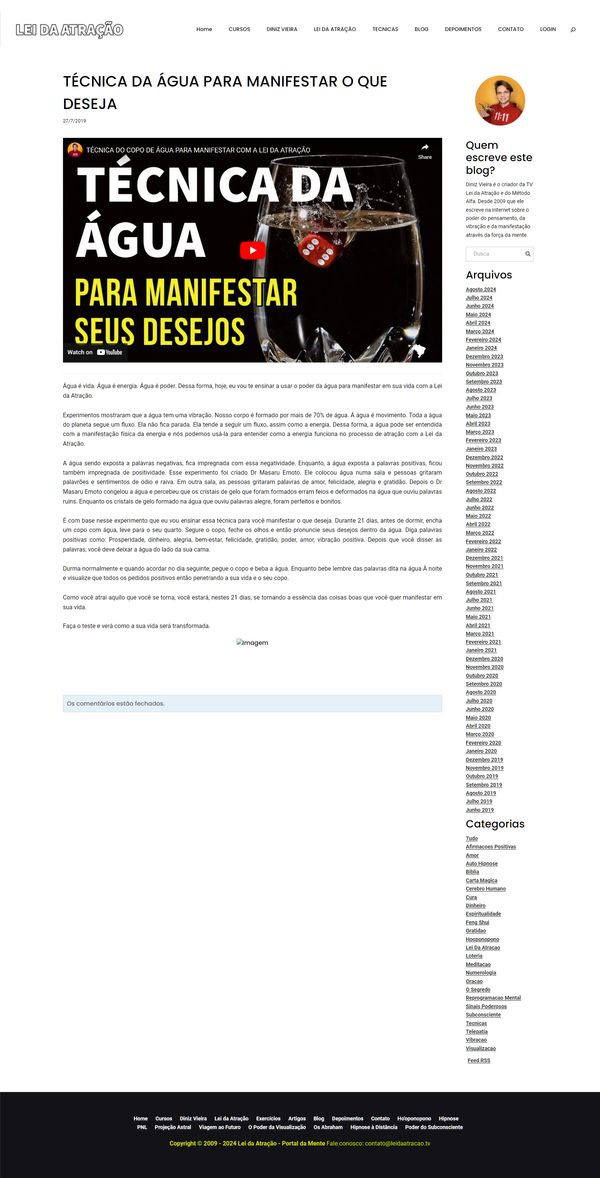 LEI DA ATRAÇÃO
Home CURSOS DINIZ VIEIRA LEI DA ATRAÇÃO TECNICAS BLOG DEPOIMENTOS CONTATO LOGIN
TÉCNICA DA ÁGUA PARA MANIFESTAR O QUE
DESEJA
27/7/2019
TÉCNICA DO COPO DE ÁGUA PARA MANIFESTAR COM A LEI DA ATRAÇÃO
Share
TÉCNICA DA
ÁGUA
PARA MANIFESTAR
SEUS DESEJOS
Watch on YouTube
Água é vida. Água é energia. Água é poder. Dessa forma, hoje, eu vou te ensinar a usar o poder da água para manifestar em sua vida com a Lei
da Atração.
Experimentos mostraram que a água tem uma vibração. Nosso corpo é formado por mais de 70% de água. Á água é movimento. Toda a água
do planeta segue um fluxo. Ela não fica parada. Ela tende a seguir um fluxo, assim como a energia. Dessa forma, a água pode ser entendida
com a manifestação física da energia e nós podemos usá-la para entender como a energia funciona no processo de atração com a Lei da
Atração.
A água sendo exposta a palavras negativas, fica impregnada com essa negatividade. Enquanto, a água exposta a palavras positivas, ficou
também impregnada de positividade. Esse experimento foi criado Dr Masaru Emoto. Ele colocou água numa sala e pessoas gritaram
palavrões e sentimentos de ódio e raiva. Em outra sala, as pessoas gritaram palavras de amor, felicidade, alegria e gratidão. Depois o Dr
Masaru Emoto congelou a água e percebeu que os cristais de gelo que foram formados erram feios e deformados na água que ouviu palavras
ruins. Enquanto os cristais de gelo formado na água que ouviu palavras alegre, foram perfeitos e bonitos.
É com base nesse experimento que eu vou ensinar essa técnica para você manifestar o que deseja. Durante 21 dias, antes de dormir, encha
um copo com água, leve para o seu quarto. Segure o copo, feche os olhos e então pronuncie seus desejos dentro da água. Diga palavras
positivas como: Prosperidade, dinheiro, alegria, bem-estar, felicidade, gratidão, poder, amor, vibração positiva. Depois que você disser as
palavras, você deve deixar a água do lado da sua cama.
Durma normalmente e quando acordar no dia seguinte, pegue o copo e beba a água. Enquanto bebe lembre das palavras dita na água À noite
e visualize que todos os pedidos positivos então penetrando a sua vida e o seu copo.
Como você atrai aquilo que você se torna, você estará, nestes 21 dias, se tornando a essência das coisas boas que você quer manifestar em
sua vida.
Faça o teste e verá como a sua vida será transformada.
Imagem
Os comentários estão fechados.
11:11
Quem
escreve este
blog?
Diniz Vieira é o criador da TV
Lei da Atração e do Método
Alfa. Desde 2009 que ele
escreve na Internet sobre o
poder do pensamento, da
vibração e da manifestação
através da força da mente.
Busca
Arquivos
Agosto 2024
Julho 2024
Junho 2024
Maio 2024
Abril 2024
Março 2024
Fevereiro 2024
Janeiro 2024
Dezembro 2023
Novembro 2023
Outubro 2023
Setembro 2023
Agosto 2023
Julho 2023
Junho 2023
Maio 2023
Abril 2023
Março 2023
Fevereiro 2023
Janeiro 2023
Dezembro 2022
Novembro 2022
Outubro 2022
Setembro 2022
Agosto 2022
Julho 2022
Junho 2022
Maio 2022
Abril 2022
Março 2022
Fevereiro 2022
Janeiro 2022
Dezembro 2021
Novembro 2021
Outubro 2021
Setembro 2021
Agosto 2021
Julho 2021
Junho 2021
Maio 2021
Abril 2021
Março 2021
Fevereiro 2021
Janeiro 2021
Dezembro 2020
Novembro 2020
Outubro 2020
Setembro 2020
Agosto 2020
Julho 2020
Junho 2020
Maio 2020
Abril 2020
Março 2020
Fevereiro 2020
Janeiro 2020
Dezembro 2019
Novembro 2019
Outubro 2019
Setembro 2019
Agosto 2019
Julho 2019
Junho 2019
Categorias
Tudo
Afirmacoes Positivas
Amor
Auto Hipnose
Biblia
Carta Magica
Cerebro Humano
Cura
Dinheiro
Espiritualidade
Feng Shui
Gratidao
Hooponopono
Lei Da Atracao
Loteria
Meditacao
Numerologia
Oracao
O Segredo
Reprogramacao Mental
Sinais Poderosos
Subconsciente
Tecnicas
Telepatia
Vibracao
Visualizacao
Feed RSS
Home Cursos Diniz Vieira Lei da Atração Exercícios Artigos Blog Depoimentos Contato Ho'oponopono Hipnose
PNL Projeção Astral Viagem ao Futuro O Poder da Visualização Os Abraham Hipnose à Distância Poder do Subconsciente
Copyright © 2009 - 2024 Lei da Atração - Portal da Mente Fale conosco: contato@leidaatracao.tv